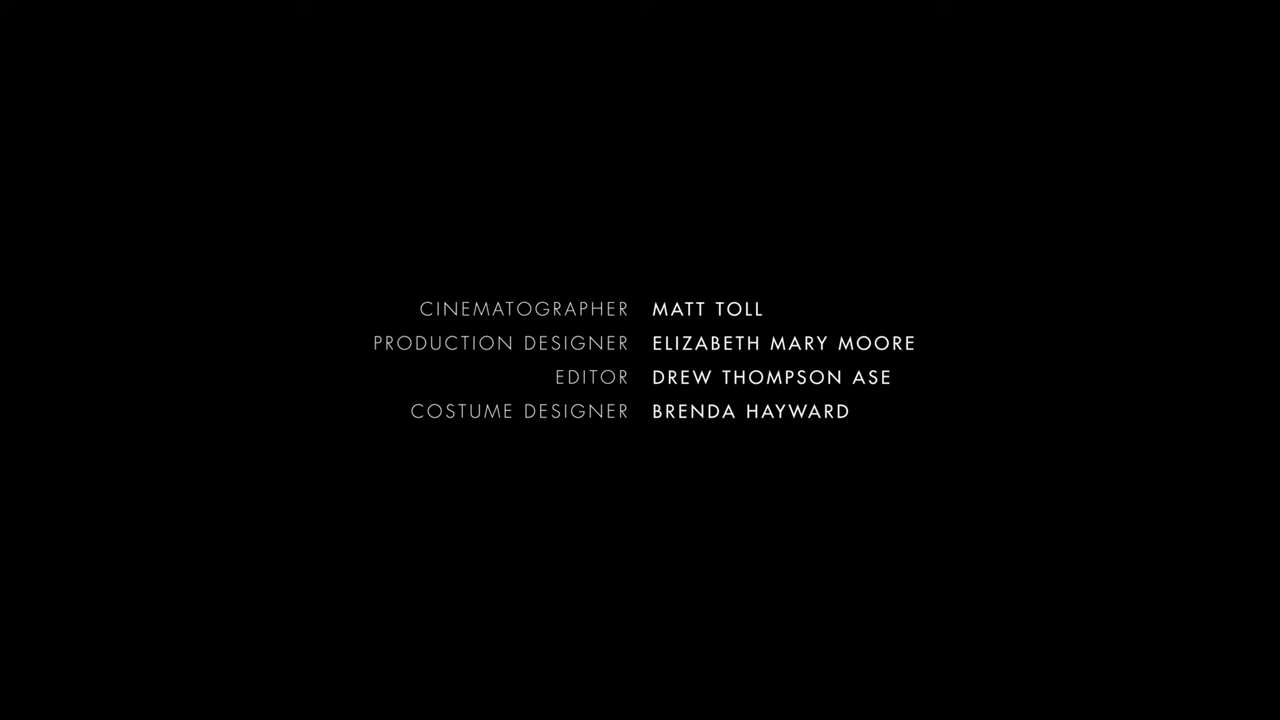 CINEMATOGRAPHER MATT TOLL
PRODUCTION DESIGNER ELIZABETH MARY MOORE
EDITOR DREW THOMPSON ASE
COSTUME DESIGNER BRENDA HAYWARD